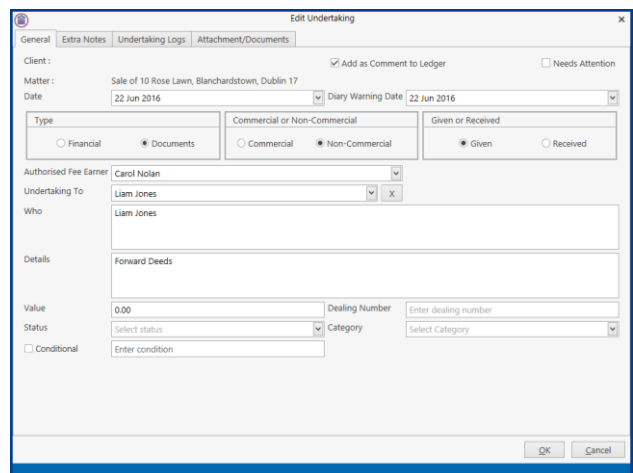 Edit Undertaking
General Extra Notes Undertaking Logs Attachment/Documents
Client : Add as Comment to Ledger Needs Attention
Matter : Sale of 10 Rose Lawn, Blanchardstown, Dublin 17
Date 22 Jun 2016 Diary Warning Date 22 Jun 2016
Type Commercial or Non-Commercial Given or Received
Financial Documents Commercial Non-Commercial Given Received
Authorised Fee Earner Carol Nolan
Undertaking To Liam Jones X
Who Liam Jones
Details Forward Deeds
Value 0.00 Dealing Number Enter dealing number
Status Select status Category Select Category
Conditional Enter condition
OK Cancel